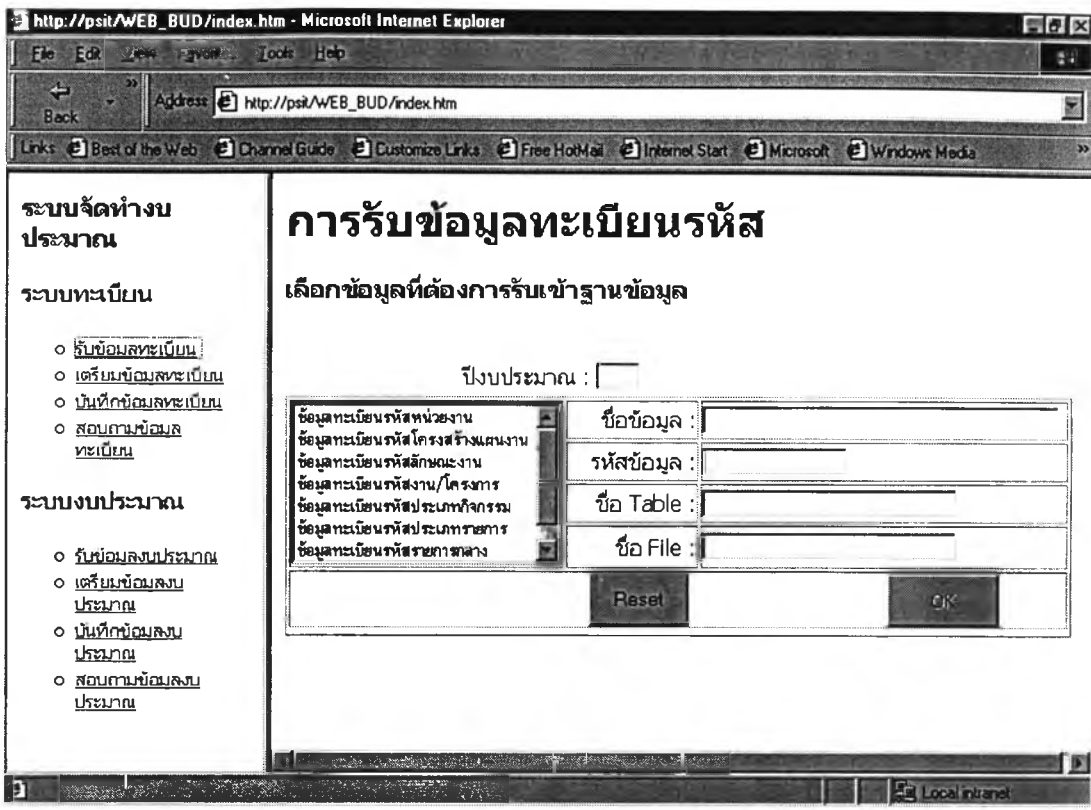 http://psit/WEB_BUD/index.htm - Microsoft Internet Explorer
File Edit View Favorites Tools Help
Back » Address http://psit/WEB_BUD/index.htm
Links Best of the Web Channel Guide Customize Links Free HotMail Internet Start Microsoft Windows Media »
ระบบจัดทำงบ
ประมาณ
ระบบทะเบียน
รับข้อมูลทะเบียน
เตรียมข้อมูลทะเบียน
บันทึกข้อมูลทะเบียน
สอบถามข้อมูล
ทะเบียน
ระบบงบประมาณ
รับข้อมูลงบประมาณ
เตรียมข้อมูลงบ
ประมาณ
บันทึกข้อมูลงบ
ประมาณ
สอบถามข้อมูลงบ
ประมาณ
การรับข้อมูลทะเบียนรหัส
เลือกข้อมูลที่ต้องการรับเข้าฐานข้อมูล
ปีงบประมาณ :
ข้อมูลทะเบียนรหัสหน่วยงาน
ข้อมูลทะเบียนรหัสโครงสร้างแผนงาน
ข้อมูลทะเบียนรหัสลักษณะงาน
ข้อมูลทะเบียนรหัสงาน/โครงการ
ข้อมูลทะเบียนรหัสประเภทกิจกรรม
ข้อมูลทะเบียนรหัสประเภทรายการ
ข้อมูลทะเบียนรหัสรายการกลาง
ชื่อข้อมูล :
รหัสข้อมูล :
ชื่อ Table :
ชื่อ File :
Reset OK
Local intranet